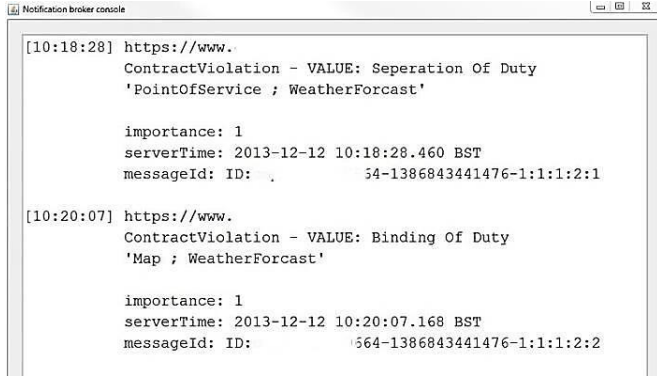 Notification broker console
[10:18:28] https://www.
ContractViolation - VALUE: Seperation Of Duty
'PointOfService ; WeatherForcast'
importance: 1
serverTime: 2013-12-12 10:18:28.460 BST
messageId: ID: 54-1386843441476-1:1:1:2:1
[10:20:07] https://www.
ContractViolation - VALUE: Binding Of Duty
'Map ; WeatherForcast'
importance: 1
serverTime: 2013-12-12 10:20:07.168 BST
messageId: ID: 564-1386843441476-1:1:1:2:2